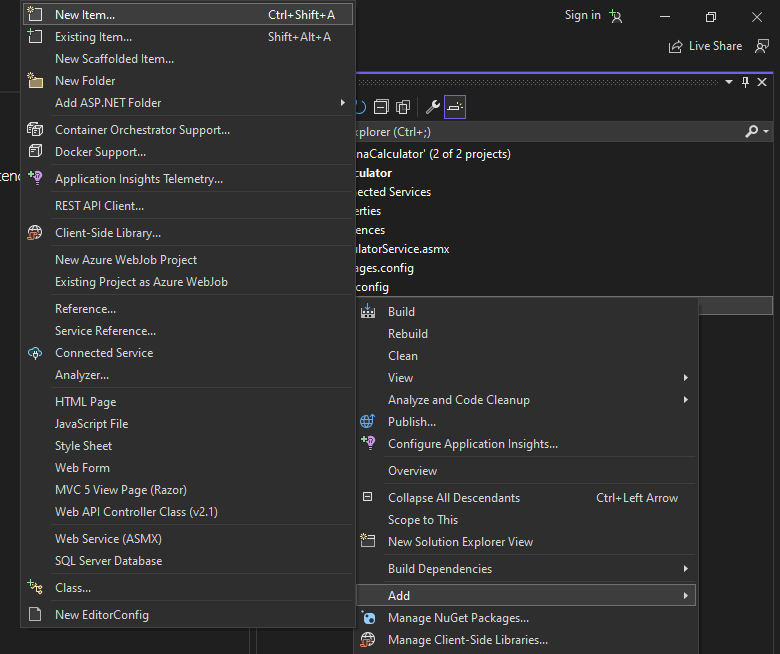 New Item... Ctrl+Shift+A
Existing Item... Shift+Alt+A
New Scaffolded Item...
New Folder
Add ASP.NET Folder
Container Orchestrator Support...
Docker Support...
Application Insights Telemetry...
REST API Client...
Client-Side Library...
New Azure WebJob Project
Existing Project as Azure WebJob
Reference...
Service Reference...
Connected Service
Analyzer...
HTML Page
JavaScript File
Style Sheet
Web Form
MVC 5 View Page (Razor)
Web API Controller Class (v2.1)
Web Service (ASMX)
SQL Server Database
Class...
New EditorConfig
Sign in
Live Share
xplorer (Ctrl+;)
naCalculator' (2 of 2 projects)
culator
ected Services
erties
ences
ulatorService.asmx
ages.config
config
Build
Rebuild
Clean
View
Analyze and Code Cleanup
Publish...
Configure Application Insights...
Overview
Collapse All Descendants Ctrl+Left Arrow
Scope to This
New Solution Explorer View
Build Dependencies
Add
Manage NuGet Packages...
Manage Client-Side Libraries...